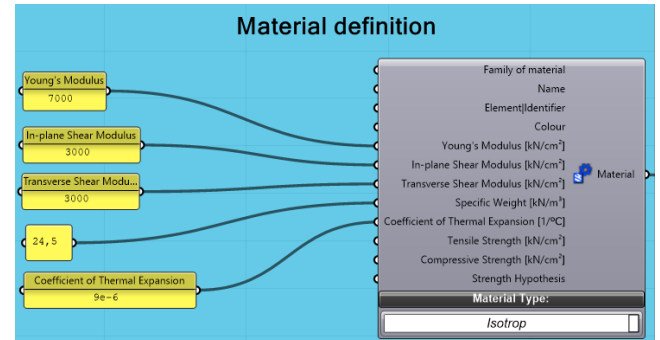 Material definition
Young's Modulus
7000
In-plane Shear Modulus
3000
Transverse Shear Modu...
3000
24,5
Coefficient of Thermal Expansion
9e-6
Family of material
Name
Element|Identifier
Colour
Young's Modulus [kN/cm²]
In-plane Shear Modulus [kN/cm²]
Transverse Shear Modulus [kN/cm²]
Specific Weight [kN/m³]
Coefficient of Thermal Expansion [1/ºC]
Tensile Strength [kN/cm²]
Compressive Strength [kN/cm²]
Strength Hypothesis
Material
Material Type:
Isotrop